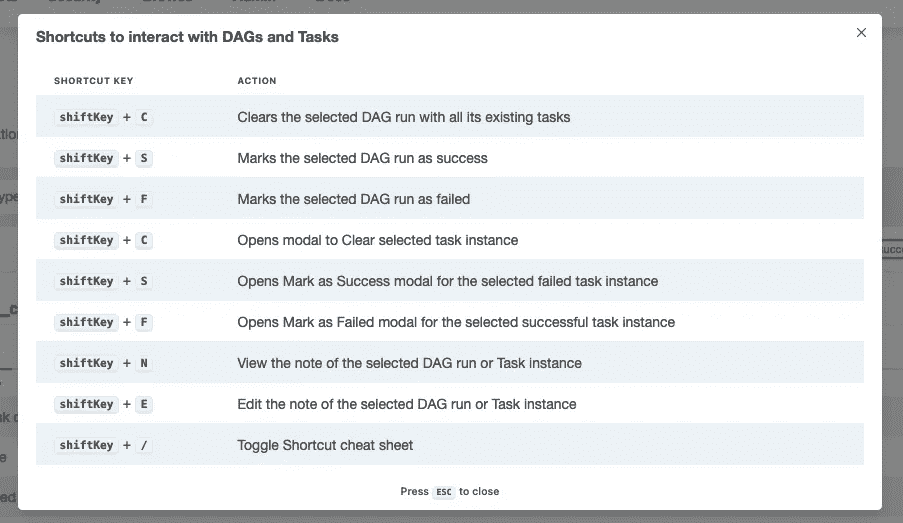 Shortcuts to interact with DAGs and Tasks
SHORTCUT KEY ACTION
shiftKey + C Clears the selected DAG run with all its existing tasks
shiftKey + S Marks the selected DAG run as success
shiftKey + F Marks the selected DAG run as failed
shiftKey + C Opens modal to Clear selected task instance
shiftKey + S Opens Mark as Success modal for the selected failed task instance
shiftKey + F Opens Mark as Failed modal for the selected successful task instance
shiftKey + N View the note of the selected DAG run or Task instance
shiftKey + E Edit the note of the selected DAG run or Task instance
shiftKey + / Toggle Shortcut cheat sheet
Press ESC to close